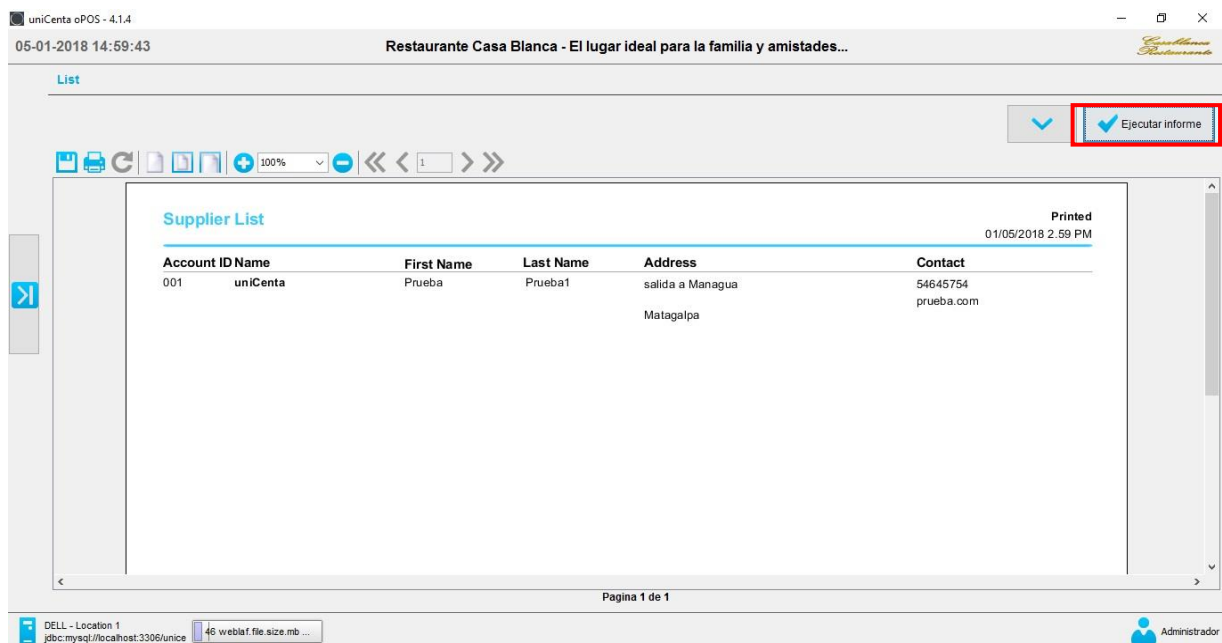 uniCenta oPOS - 4.1.4
05-01-2018 14:59:43
Restaurante Casa Blanca - El lugar ideal para la familia y amistades...
Casablanca
Restaurante
List
Ejecutar informe
100%
1
Supplier List
Printed
01/05/2018 2.59 PM
Account ID Name First Name Last Name Address Contact
001 uniCenta Prueba Prueba1 salida a Managua 54645754
prueba.com
Matagalpa
Pagina 1 de 1
DELL - Location 1
jdbc:mysql://localhost:3306/unice
46 weblaf.file.size.mb ...
Administrador